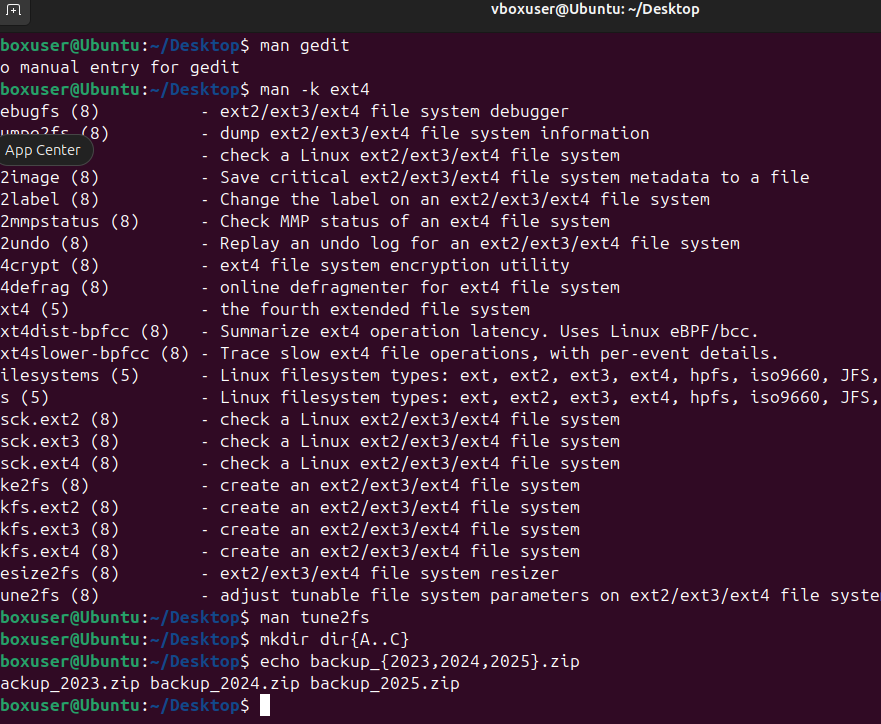 vboxuser@Ubuntu: ~/Desktop
boxuser@Ubuntu:~/Desktop$ man gedit
o manual entry for gedit
boxuser@Ubuntu:~/Desktop$ man -k ext4
ebugfs (8) - ext2/ext3/ext4 file system debugger
umpe2fs (8) - dump ext2/ext3/ext4 file system information
App Center
- check a Linux ext2/ext3/ext4 file system
2image (8) - Save critical ext2/ext3/ext4 file system metadata to a file
2label (8) - Change the label on an ext2/ext3/ext4 file system
2mmpstatus (8) - Check MMP status of an ext4 file system
2undo (8) - Replay an undo log for an ext2/ext3/ext4 file system
4crypt (8) - ext4 file system encryption utility
4defrag (8) - online defragmenter for ext4 file system
xt4 (5) - the fourth extended file system
xt4dist-bpfcc (8) - Summarize ext4 operation latency. Uses Linux eBPF/bcc.
xt4slower-bpfcc (8) - Trace slow ext4 file operations, with per-event details.
ilesystems (5) - Linux filesystem types: ext, ext2, ext3, ext4, hpfs, iso9660, JFS,
s (5) - Linux filesystem types: ext, ext2, ext3, ext4, hpfs, iso9660, JFS,
sck.ext2 (8) - check a Linux ext2/ext3/ext4 file system
sck.ext3 (8) - check a Linux ext2/ext3/ext4 file system
sck.ext4 (8) - check a Linux ext2/ext3/ext4 file system
ke2fs (8) - create an ext2/ext3/ext4 file system
kfs.ext2 (8) - create an ext2/ext3/ext4 file system
kfs.ext3 (8) - create an ext2/ext3/ext4 file system
kfs.ext4 (8) - create an ext2/ext3/ext4 file system
esize2fs (8) - ext2/ext3/ext4 file system resizer
une2fs (8) - adjust tunable file system parameters on ext2/ext3/ext4 file syste
boxuser@Ubuntu:~/Desktop$ man tune2fs
boxuser@Ubuntu:~/Desktop$ mkdir dir{A..C}
boxuser@Ubuntu:~/Desktop$ echo backup_{2023,2024,2025}.zip
ackup_2023.zip backup_2024.zip backup_2025.zip
boxuser@Ubuntu:~/Desktop$